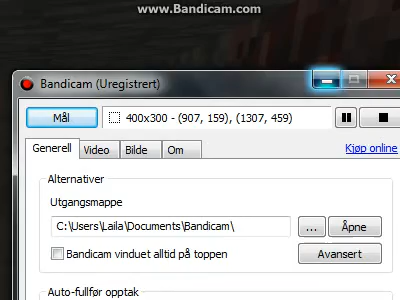 www.Bandicam.com
Bandicam (Uregistrert)
Mål 400x300 - (907, 159), (1307, 459)
Generell Video Bilde Om Kjøp online
Alternativer
Utgangsmappe
C:\Users\Laila\Documents\Bandicam\ ... Åpne
Bandicam vinduet alltid på toppen Avansert
Auto-fullfør opptak